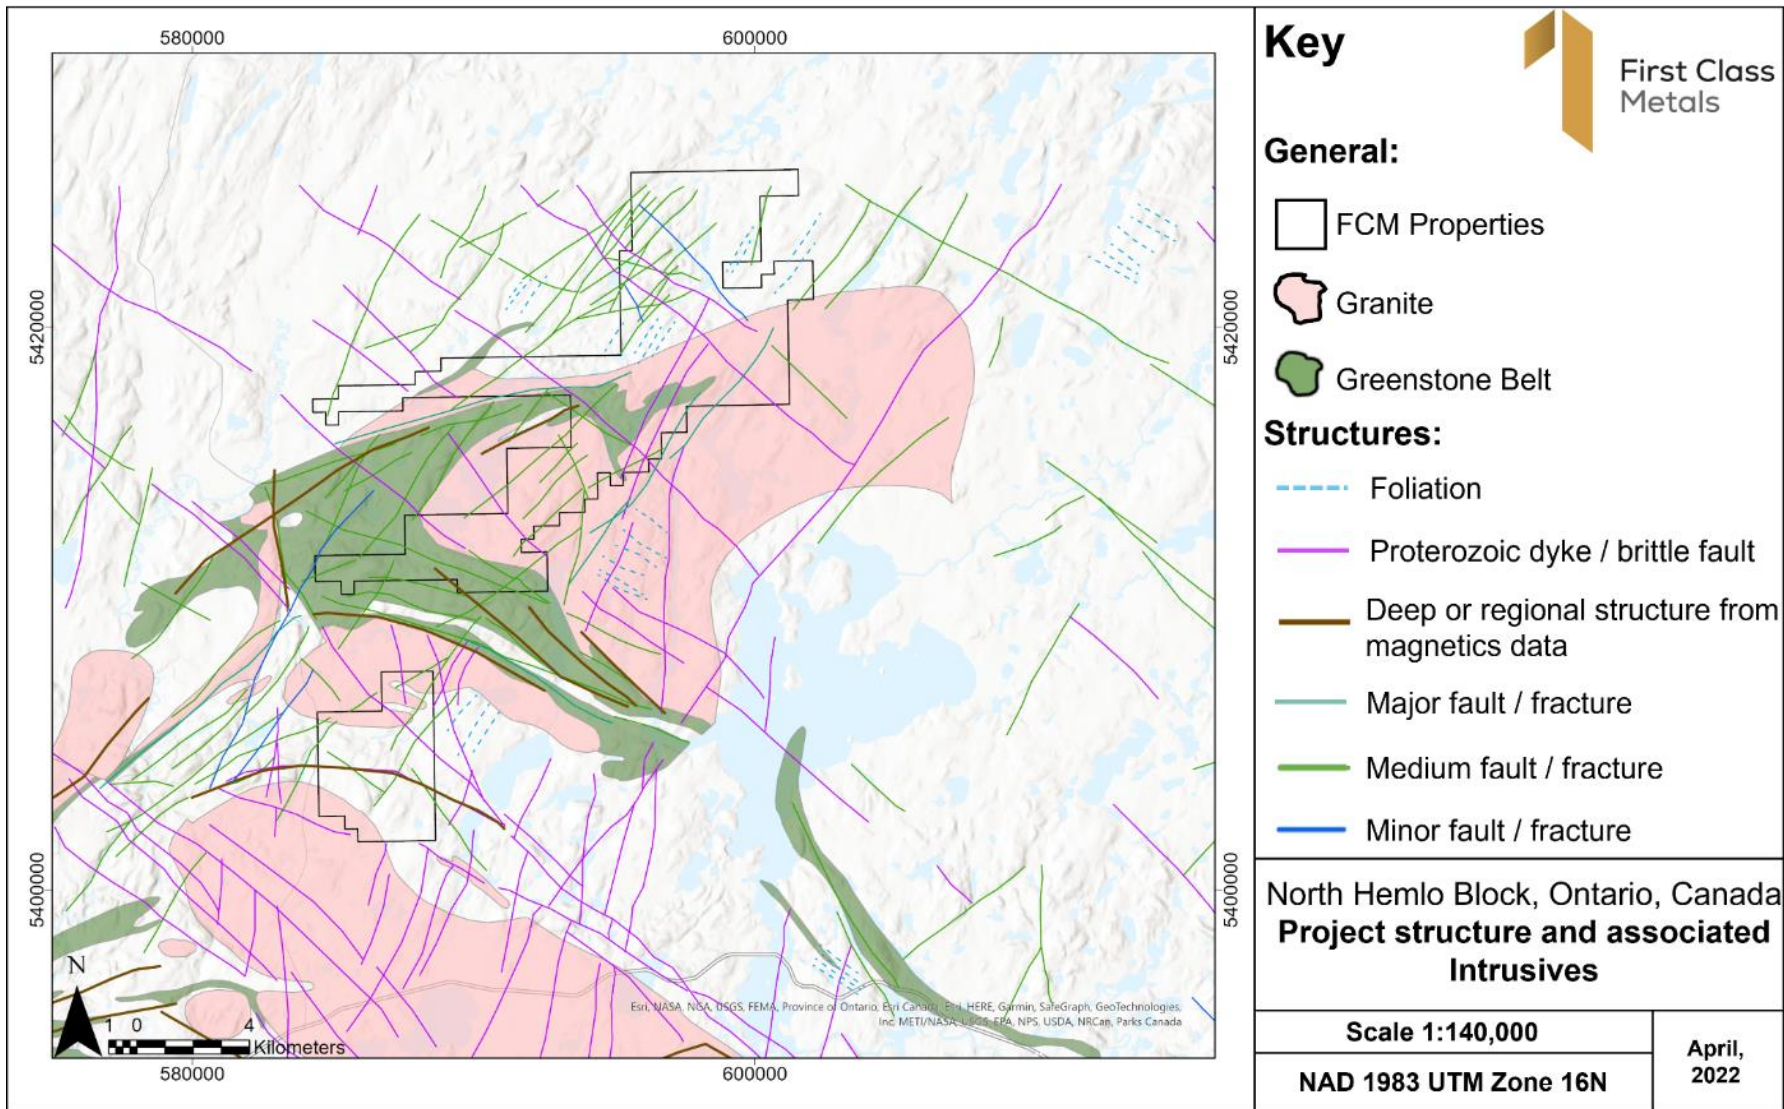 580000
600000
5420000
5420000
5400000
5400000
N
1 0 4
Kilometers
Esri, NASA, NGA, USGS, FEMA, Province of Ontario, Esri Canada, Esri, HERE, Garmin, SafeGraph, GeoTechnologies,
Inc, METI/NASA, USGS, EPA, NPS, USDA, NRCan, Parks Canada
580000
600000
Key
First Class
Metals
General:
FCM Properties
Granite
Greenstone Belt
Structures:
Foliation
Proterozoic dyke / brittle fault
Deep or regional structure from
magnetics data
Major fault / fracture
Medium fault / fracture
Minor fault / fracture
North Hemlo Block, Ontario, Canada
Project structure and associated
Intrusives
Scale 1:140,000
NAD 1983 UTM Zone 16N
April,
2022